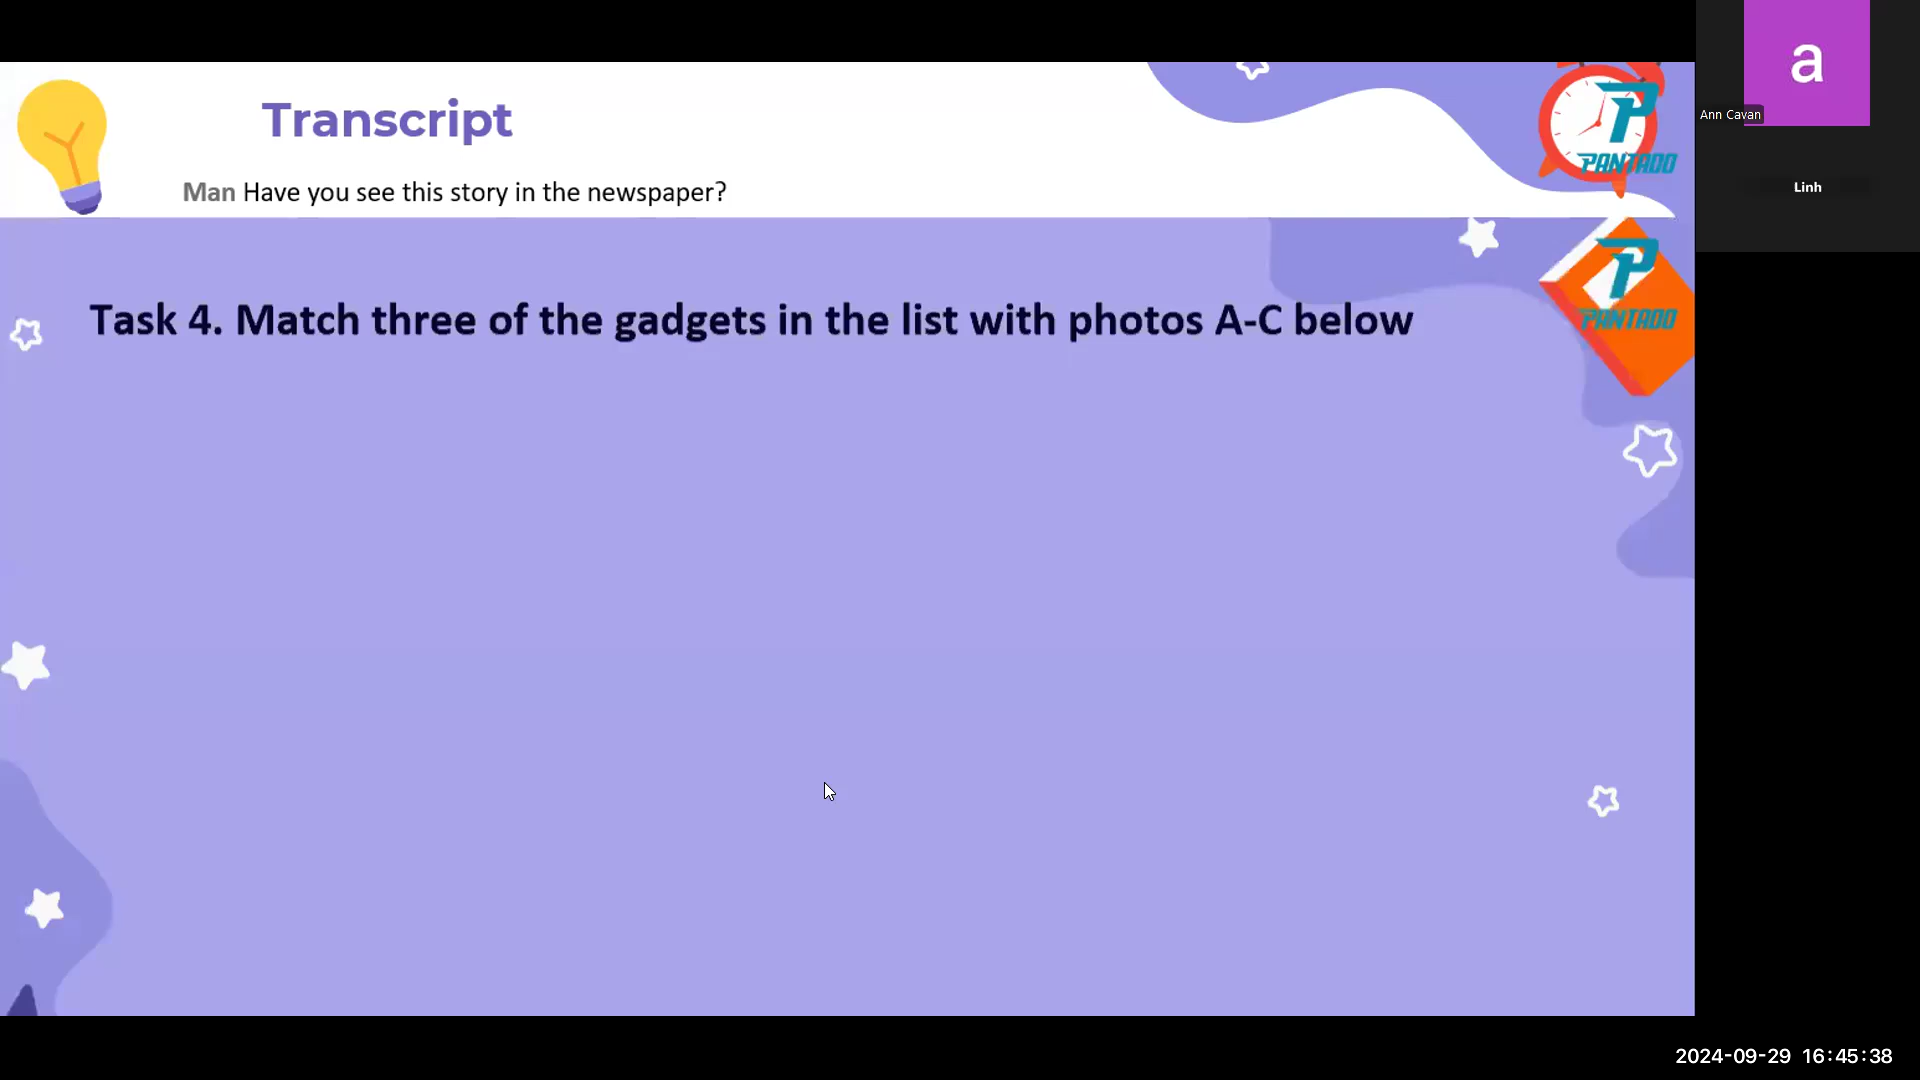 Transcript
Man Have you see this story in the newspaper?
PANTADO
Task 4. Match three of the gadgets in the list with photos A-C below
PANTADO
a
Ann Cavan
Linh
2024-09-29 16:45:38